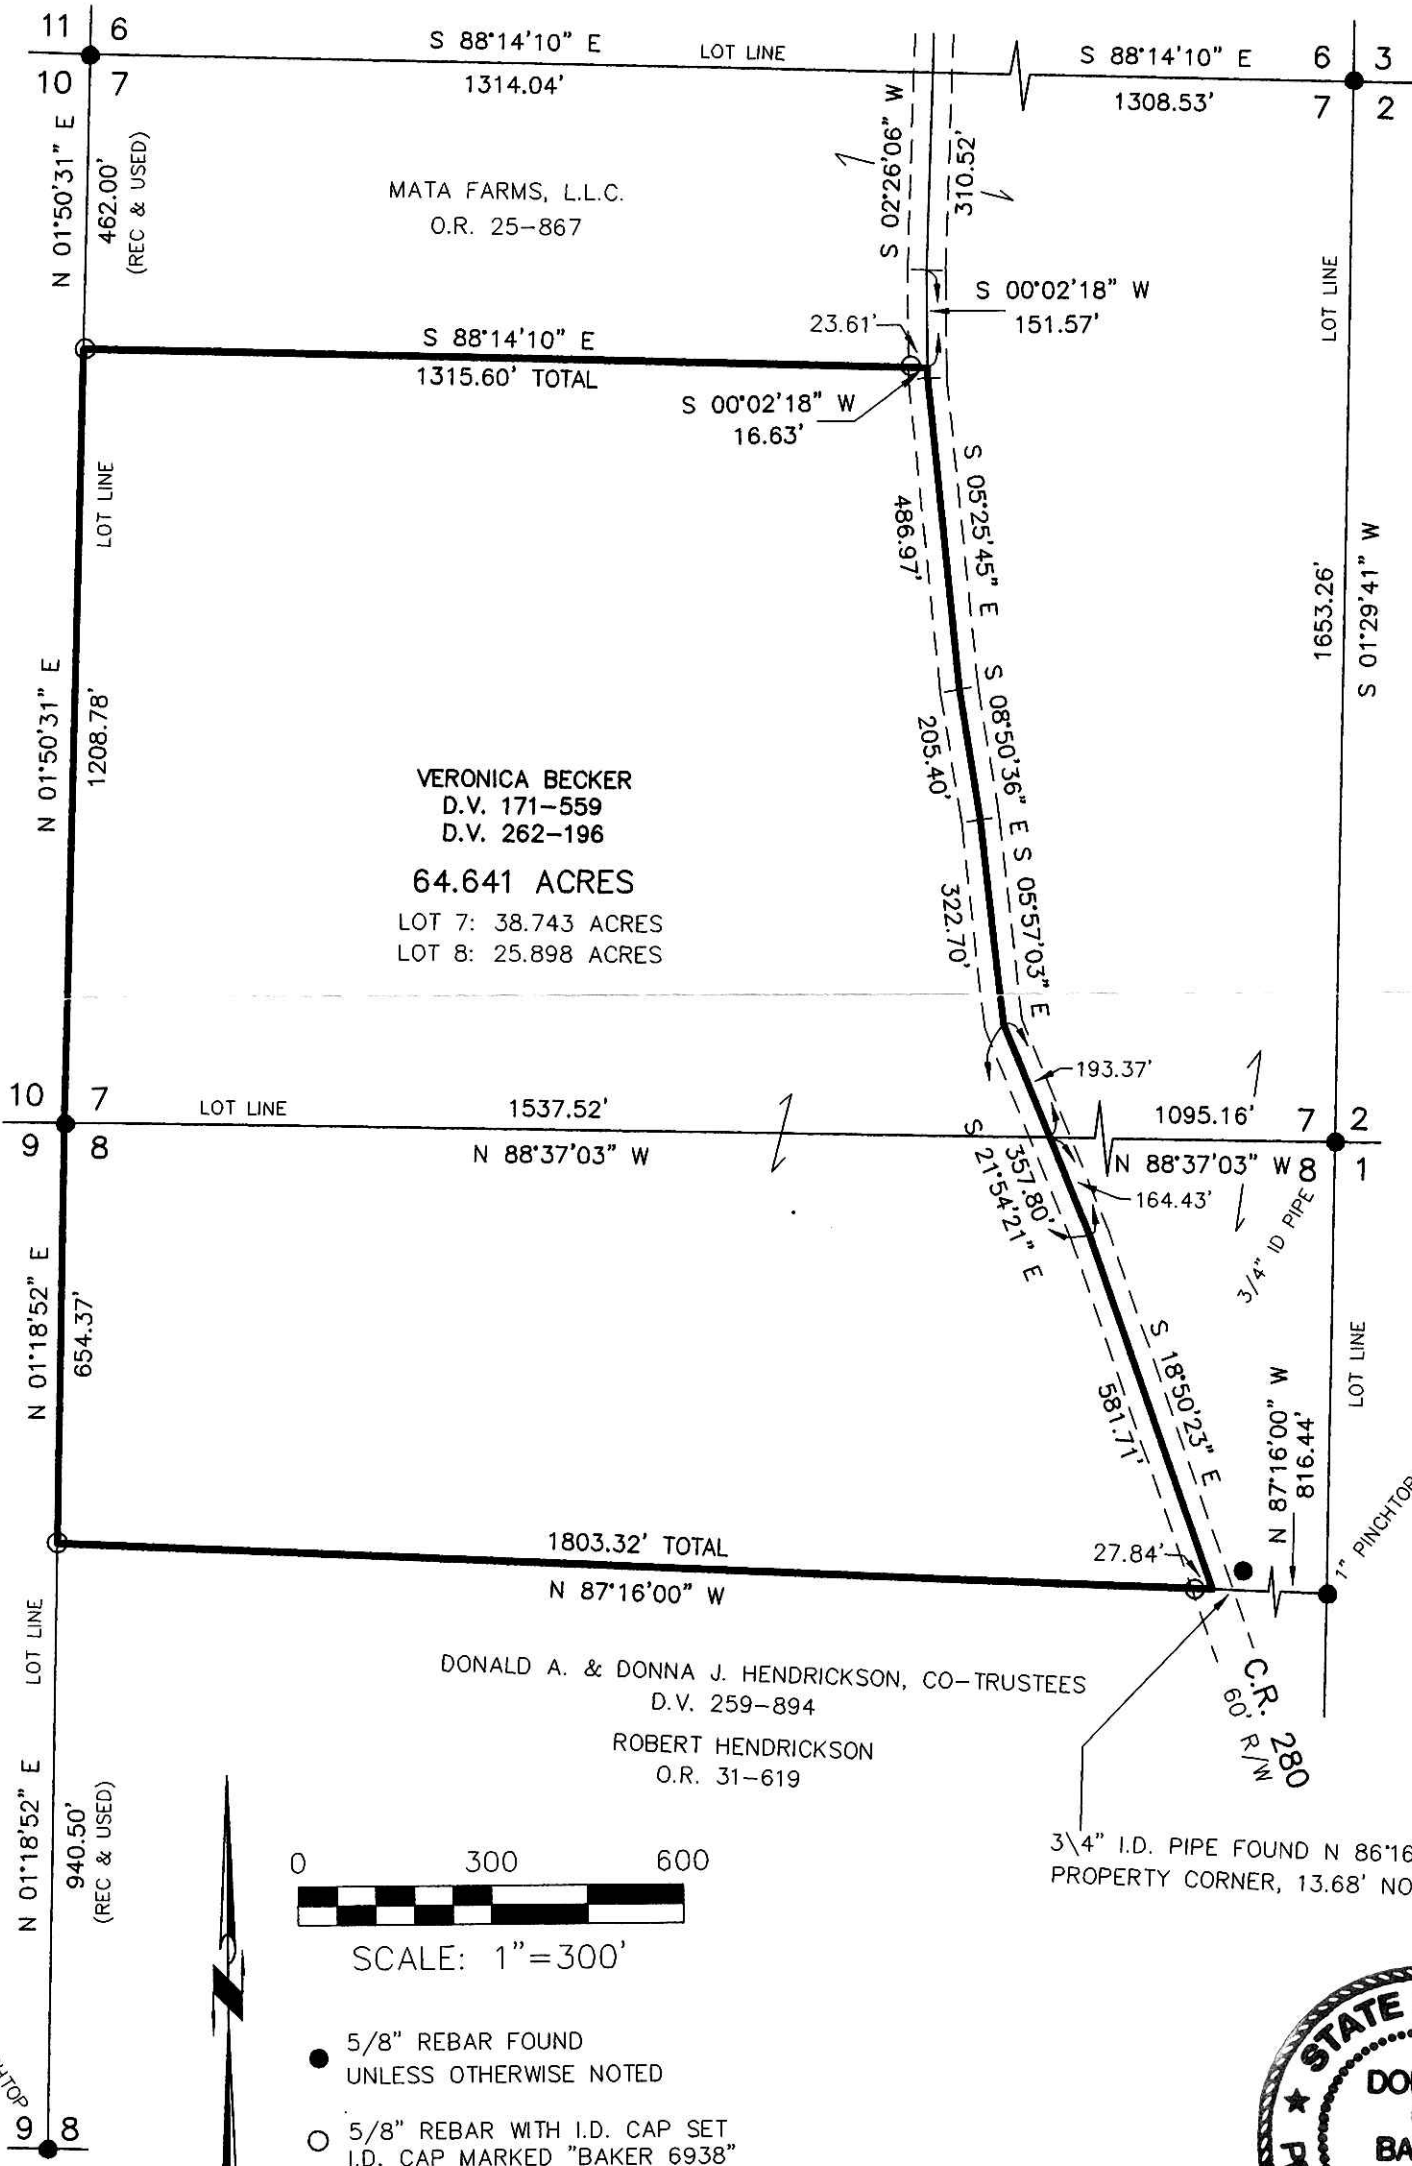 11 6
10 7
S 88°14'10" E
LOT LINE
1314.04'
S 88°14'10" E
1308.53'
6 3
7 2
N 01°50'31" E
462.00'
(REC & USED)
MATA FARMS, L.L.C.
O.R. 25-867
S 02°26'06" W
310.52'
S 00°02'18" W
151.57'
23.61'
LOT LINE
S 88°14'10" E
1315.60' TOTAL
S 00°02'18" W
16.63'
LOT LINE
S 05°25'45" E
486.97'
1653.26'
S 01°29'41" W
N 01°50'31" E
1208.78'
S 08°50'36" E
205.40'
VERONICA BECKER
D.V. 171-559
D.V. 262-196
64.641 ACRES
LOT 7: 38.743 ACRES
LOT 8: 25.898 ACRES
S 05°57'03" E
322.70'
193.37'
10 7
9 8
LOT LINE
1537.52'
N 88°37'03" W
1095.16'
N 88°37'03" W
7 2
8 1
357.80'
S 21°54'21" E
164.43'
3/4" ID PIPE
N 01°18'52" E
654.37'
S 18°50'23" E
581.71'
LOT LINE
N 87°16'00" W
816.44'
1" PINCHTOP
1803.32' TOTAL
N 87°16'00" W
27.84'
LOT LINE
DONALD A. & DONNA J. HENDRICKSON, CO-TRUSTEES
D.V. 259-894
ROBERT HENDRICKSON
O.R. 31-619
C.R. 280
60' R/W
N 01°18'52" E
940.50'
(REC & USED)
3\4" I.D. PIPE FOUND N 86°16
PROPERTY CORNER, 13.68' NO
0 300 600
SCALE: 1"=300'
N
5/8" REBAR FOUND
UNLESS OTHERWISE NOTED
5/8" REBAR WITH I.D. CAP SET
I.D. CAP MARKED "BAKER 6938"
HTOP
9 8
STATE
DO
BA